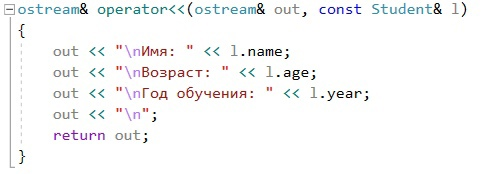 ostream& operator<<(ostream& out, const Student& l)
{
    out << "\nИмя: " << l.name;
    out << "\nВозраст: " << l.age;
    out << "\nГод обучения: " << l.year;
    out << "\n";
    return out;
}